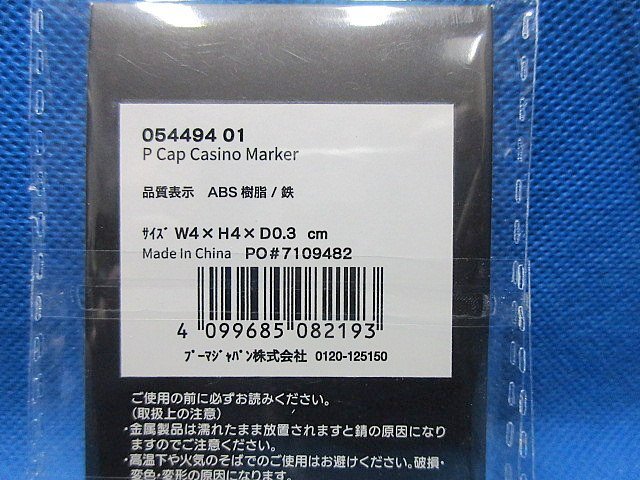 054494 01
P Cap Casino Marker
品質表示 ABS樹脂/鉄
ｻｲｽﾞ W4×H4×D0.3 cm
Made In China PO#7109482
4 099685 082193
ﾌﾟｰﾏｼﾞｬﾊﾟﾝ株式会社 0120-125150
ご使用の前に必ずお読みください。
(取扱上の注意)
・金属製品は濡れたまま放置されますと錆の原因になり
ますのでご注意ください。
・高温下や火気のそばでのご使用はお避けください。破損・
変色・変形の原因になります。